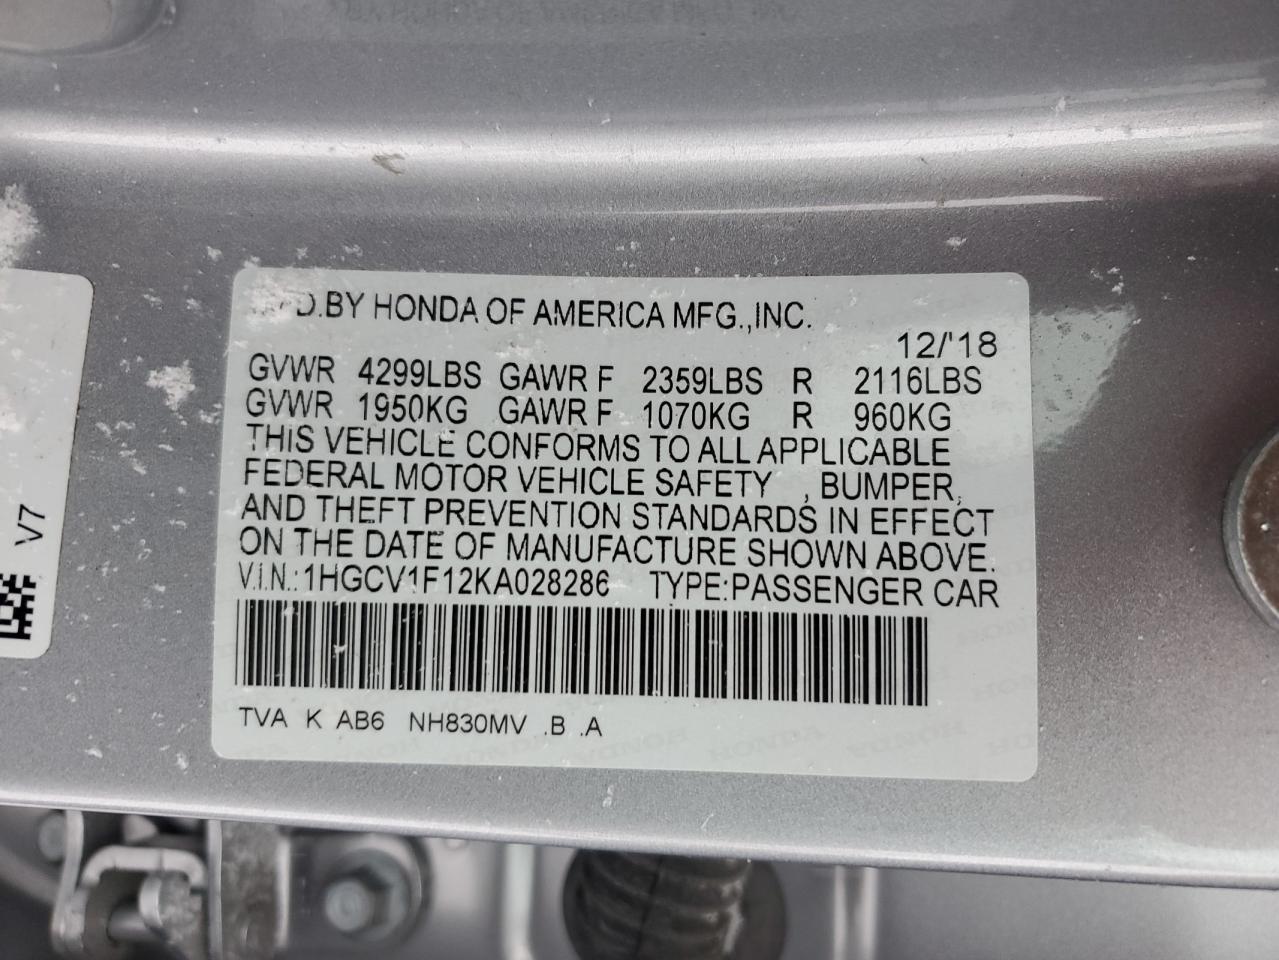 MFD.BY HONDA OF AMERICA MFG.,INC.
12/'18
GVWR 4299LBS GAWR F 2359LBS R 2116LBS
GVWR 1950KG GAWR F 1070KG R 960KG
THIS VEHICLE CONFORMS TO ALL APPLICABLE
FEDERAL MOTOR VEHICLE SAFETY , BUMPER,
AND THEFT PREVENTION STANDARDS IN EFFECT
ON THE DATE OF MANUFACTURE SHOWN ABOVE.
V.I.N.:1HGCV1F12KA028286 TYPE:PASSENGER CAR
TVA K AB6 NH830MV .B .A
V7